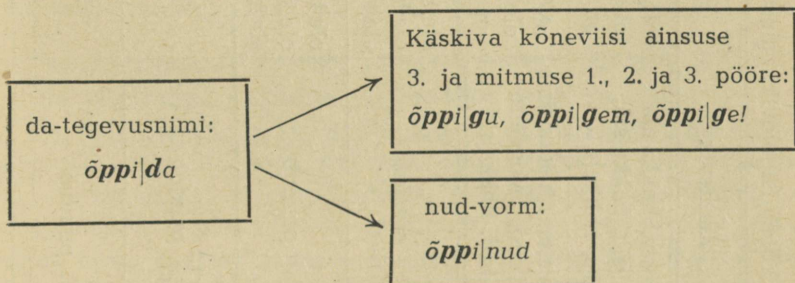 da-tegevusnimi:
õppi|da
Käskiva kõneviisi ainsuse
3. ja mitmuse 1., 2. ja 3. pööre:
õppi|gu, õppi|gem, õppi|ge!
nud-vorm:
õppi|nud